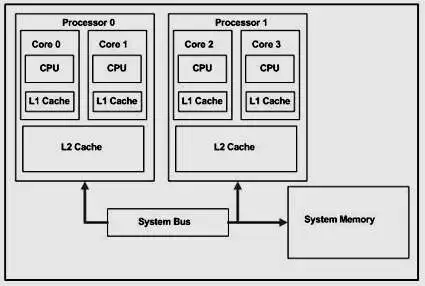 Processor 0
Core 0
CPU
L1 Cache
Core 1
CPU
L1 Cache
L2 Cache
Processor 1
Core 2
CPU
L1 Cache
Core 3
CPU
L1 Cache
L2 Cache
System Bus
System Memory